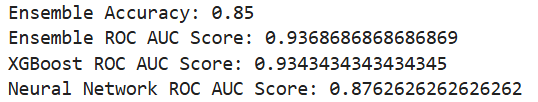 Ensemble Accuracy: 0.85
Ensemble ROC AUC Score: 0.9368686868686869
XGBoost ROC AUC Score: 0.9343434343434345
Neural Network ROC AUC Score: 0.8762626262626262